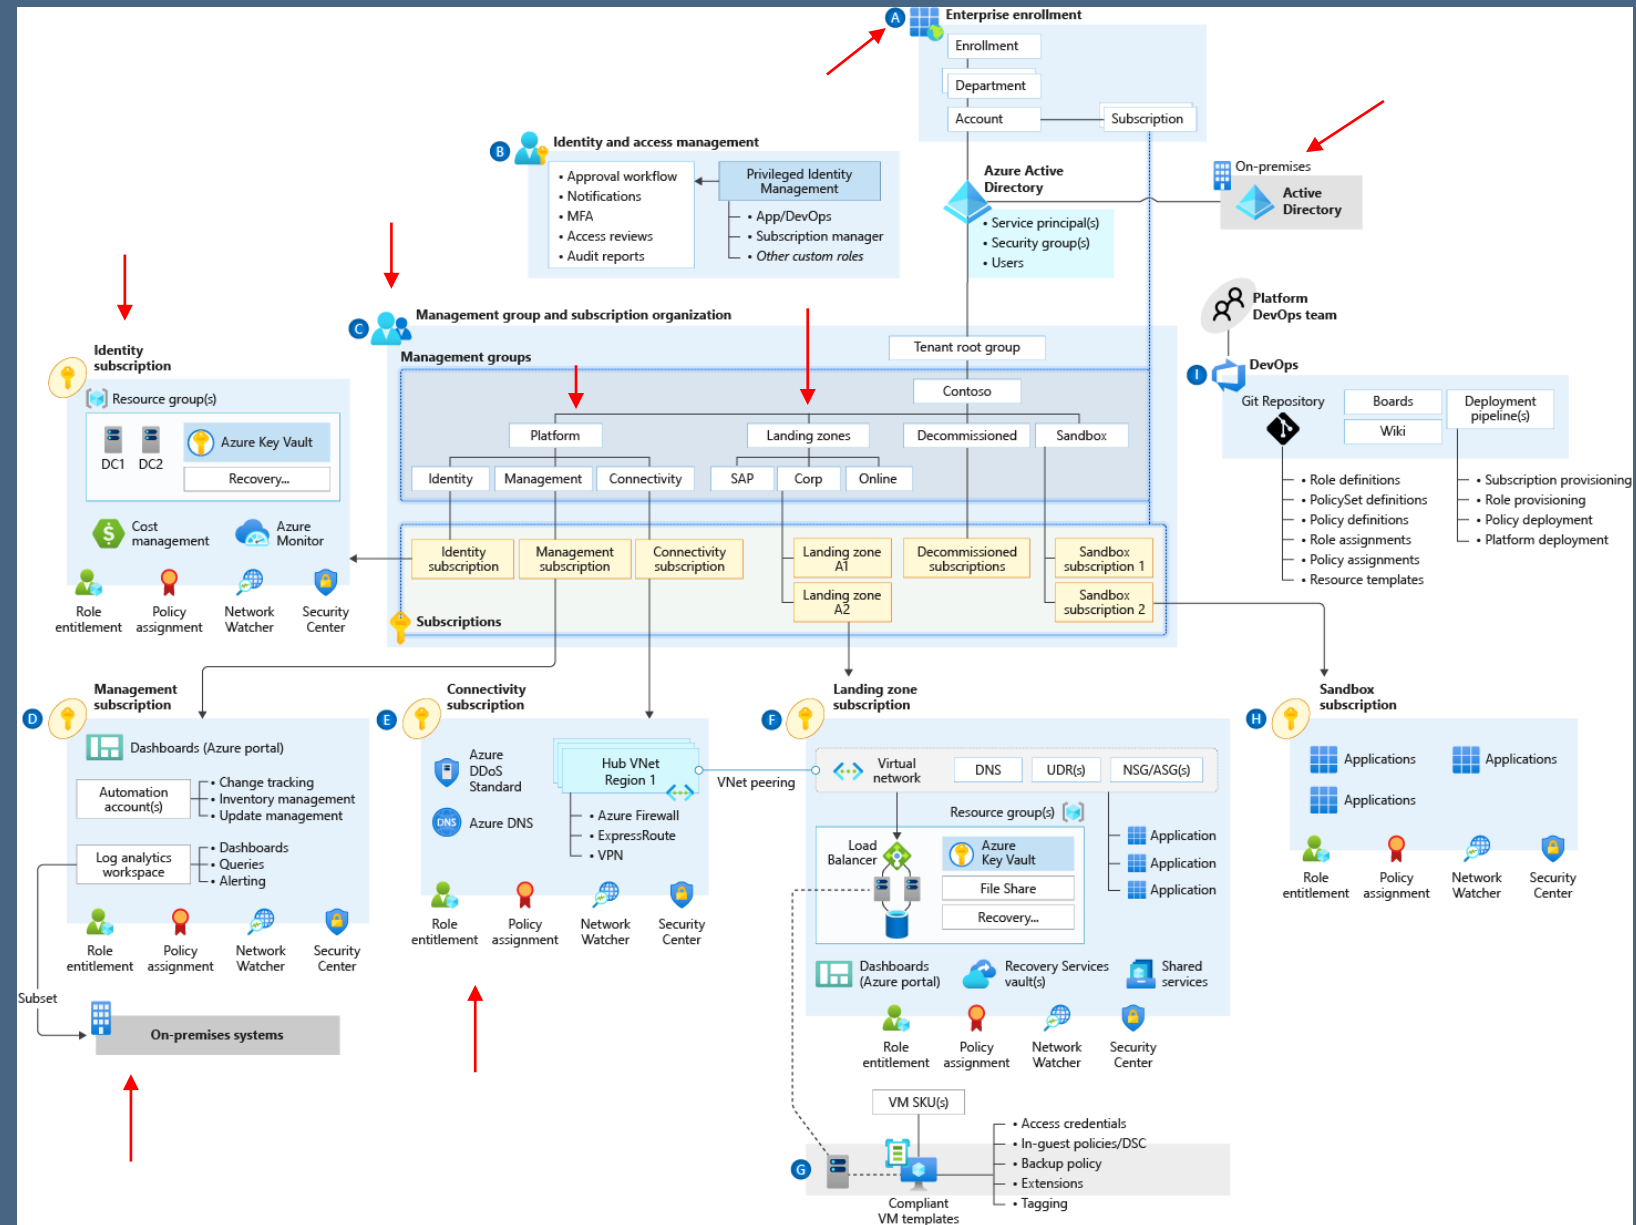 A
Enterprise enrollment
Enrollment
Department
Account
Subscription
B
Identity and access management
• Approval workflow
• Notifications
• MFA
• Access reviews
• Audit reports
Privileged Identity
Management
• App/DevOps
• Subscription manager
• Other custom roles
Azure Active
Directory
• Service principal(s)
• Security group(s)
• Users
On-premises
Active
Directory
C
Management group and subscription organization
Management groups
Tenant root group
Contoso
Platform
Landing zones
Decommissioned
Sandbox
Identity
Management
Connectivity
SAP
Corp
Online
Identity
subscription
Management
subscription
Connectivity
subscription
Landing zone
A1
Landing zone
A2
Decommissioned
subscriptions
Sandbox
subscription 1
Sandbox
subscription 2
Subscriptions
Identity
subscription
Resource group(s)
DC1
DC2
Azure Key Vault
Recovery...
Cost
management
Azure
Monitor
Role
entitlement
Policy
assignment
Network
Watcher
Security
Center
Platform
DevOps team
I
DevOps
Git Repository
Boards
Wiki
Deployment
pipeline(s)
• Role definitions
• PolicySet definitions
• Policy definitions
• Role assignments
• Policy assignments
• Resource templates
• Subscription provisioning
• Role provisioning
• Policy deployment
• Platform deployment
D
Management
subscription
Dashboards (Azure portal)
Automation
account(s)
• Change tracking
• Inventory management
• Update management
Log analytics
workspace
• Dashboards
• Queries
• Alerting
Role
entitlement
Policy
assignment
Network
Watcher
Security
Center
Subset
On-premises systems
E
Connectivity
subscription
Azure
DDoS
Standard
Azure DNS
DNS
Hub VNet
Region 1
• Azure Firewall
• ExpressRoute
• VPN
Role
entitlement
Policy
assignment
Network
Watcher
Security
Center
VNet peering
F
Landing zone
subscription
Virtual
network
DNS
UDR(s)
NSG/ASG(s)
Resource group(s)
Load
Balancer
Azure
Key Vault
File Share
Recovery...
Application
Application
Application
Dashboards
(Azure portal)
Recovery Services
vault(s)
Shared
services
Role
entitlement
Policy
assignment
Network
Watcher
Security
Center
H
Sandbox
subscription
Applications
Applications
Applications
Role
entitlement
Policy
assignment
Network
Watcher
Security
Center
G
VM SKU(s)
Compliant
VM templates
• Access credentials
• In-guest policies/DSC
• Backup policy
• Extensions
• Tagging